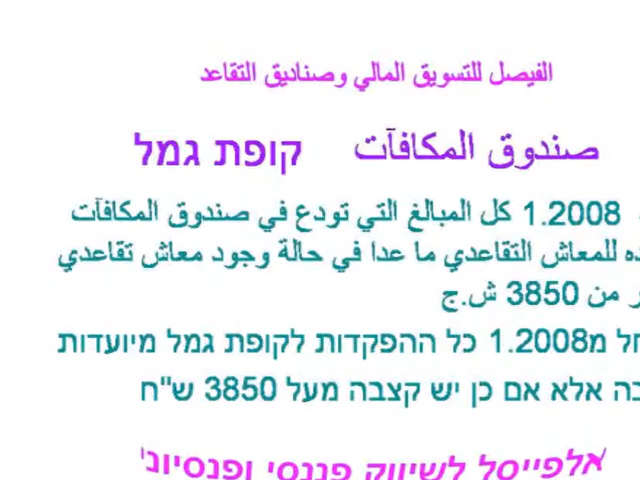 الفيصل للتسويق المالي وصناديق التقاعد
صندوق المكافآت קופת גמל
1.2008 كل المبالغ التي تودع في صندوق المكافآت
للمعاش التقاعدي ما عدا في حالة وجود معاش تقاعدي
من 3850 ش.ج
מ1.2008 כל ההפקדות לקופת גמל מיועדות
אלא אם כן יש קצבה מעל 3850 ש"ח
אלפייסל לשיווק פננסי ופנסיוני